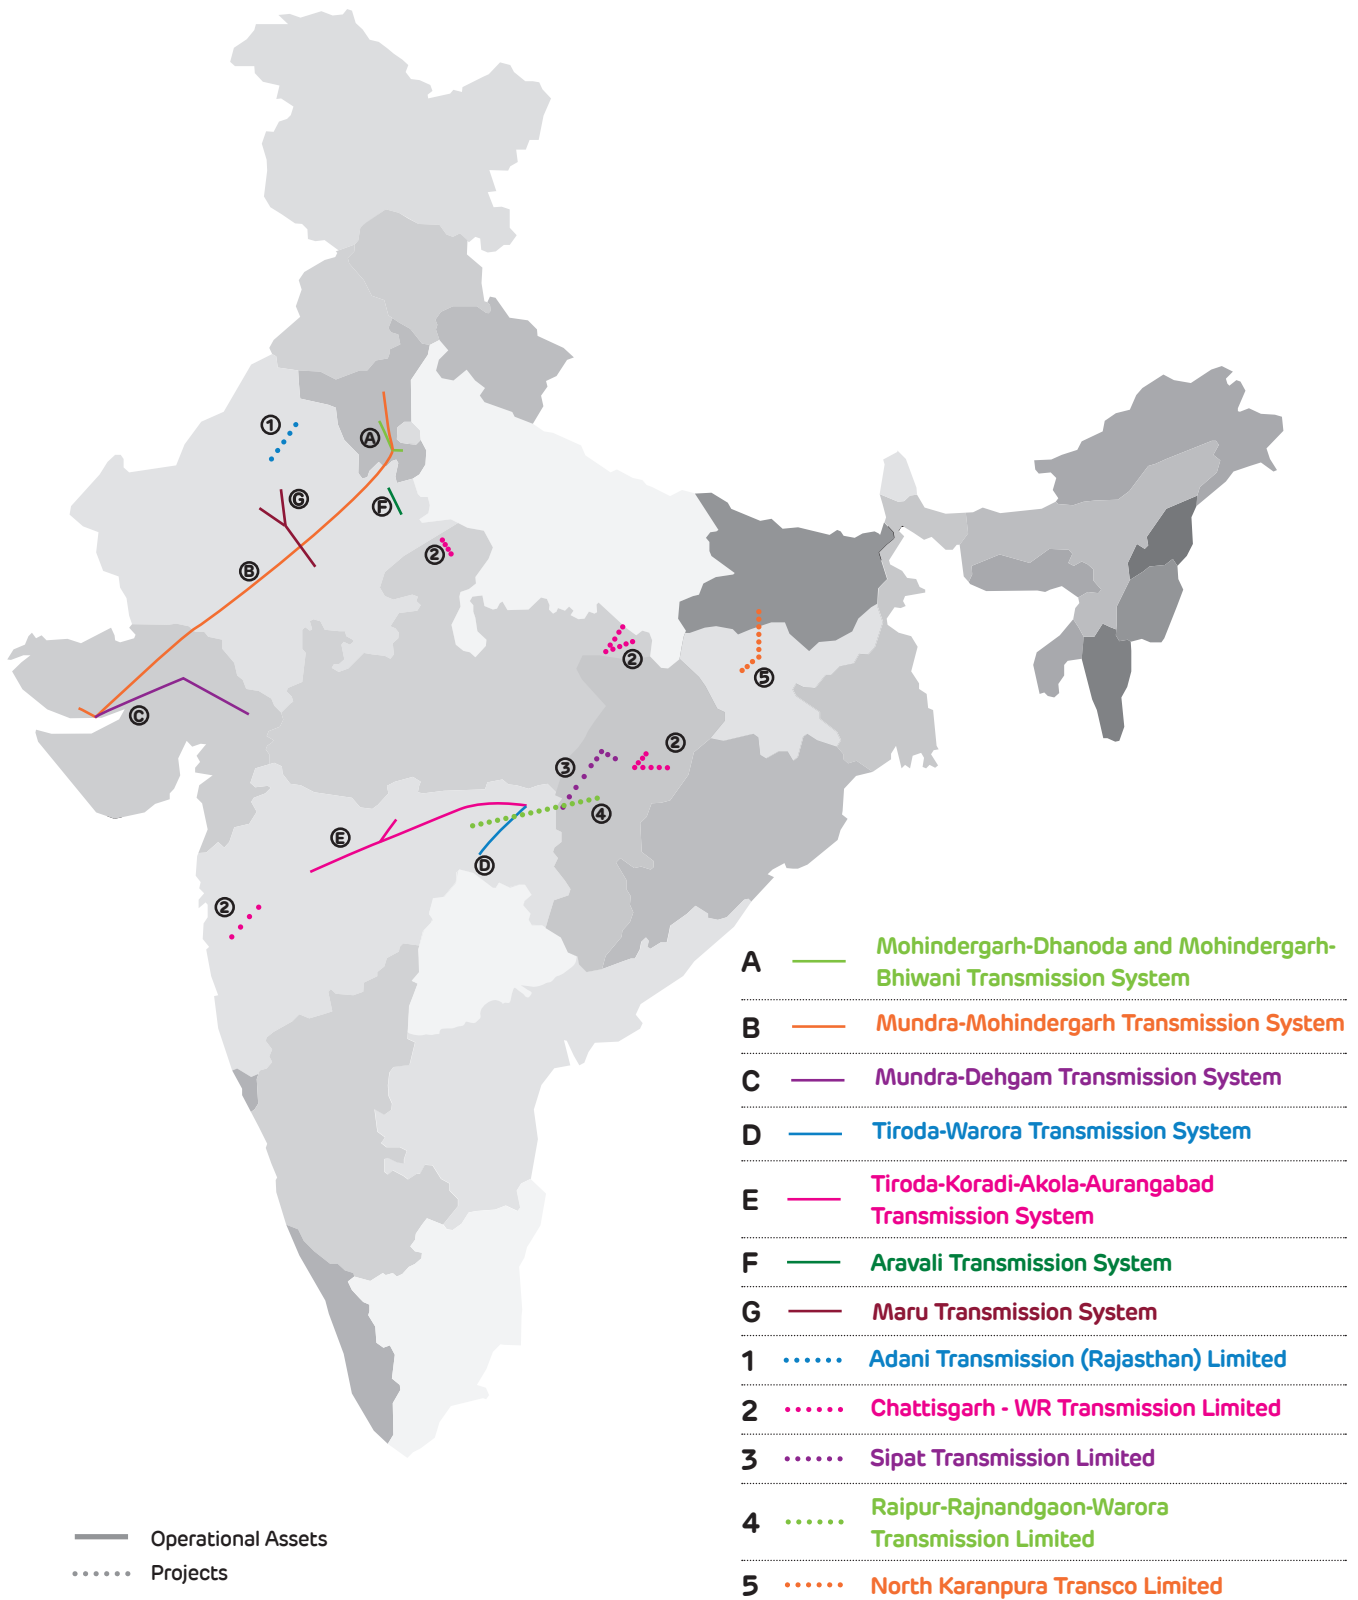 1
A
G
F
B
2
2
5
C
2
3
4
E
D
2
A Mohindergarh-Dhanoda and Mohindergarh-
Bhiwani Transmission System
B Mundra-Mohindergarh Transmission System
C Mundra-Dehgam Transmission System
D Tiroda-Warora Transmission System
E Tiroda-Koradi-Akola-Aurangabad
Transmission System
F Aravali Transmission System
G Maru Transmission System
1 Adani Transmission (Rajasthan) Limited
2 Chattisgarh - WR Transmission Limited
3 Sipat Transmission Limited
4 Raipur-Rajnandgaon-Warora
Transmission Limited
5 North Karanpura Transco Limited
Operational Assets
Projects